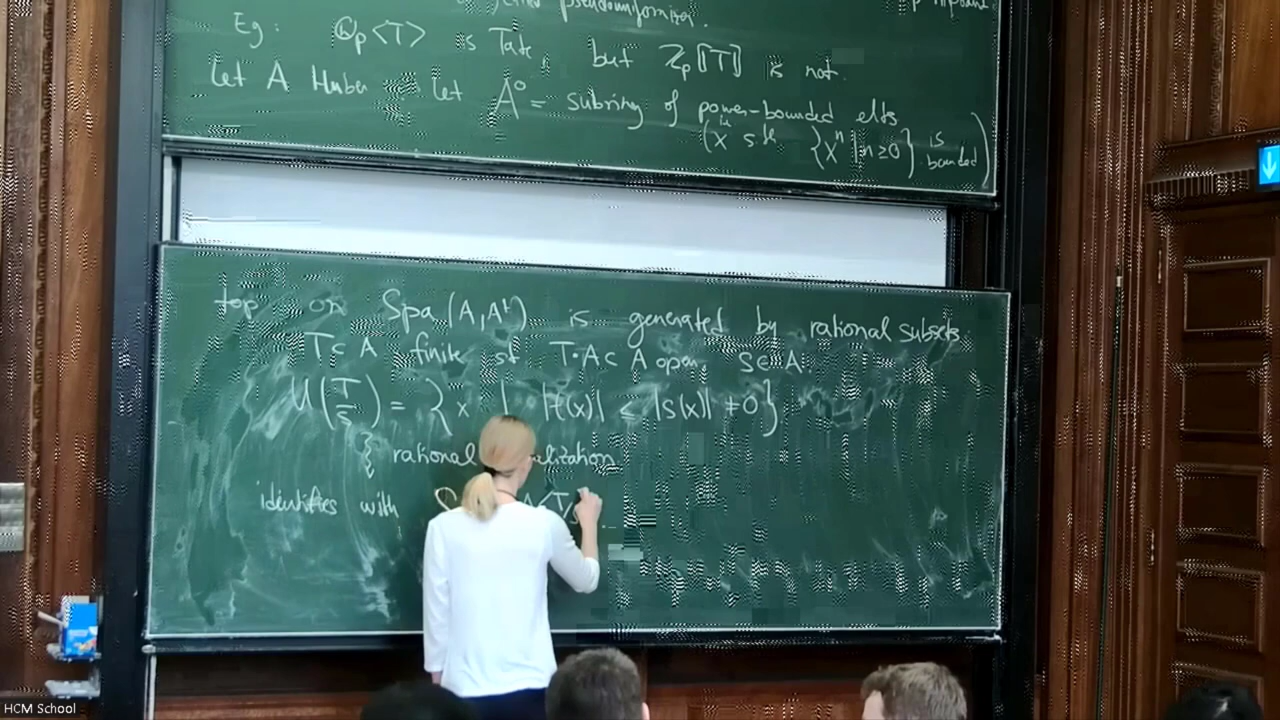 Eg: ℚp<T> is Tate, but ℤp[[T]] is not.
Let A Huber let A° = subring of power-bounded elts
(x s.th {xⁿ | n ≥ 0} is bounded)
top on Spa(A, A⁺) is generated by rational subsets
T ⊂ A finite st T·A ⊂ A open, s ∈ A
U(T/s) = { x | |t(x)| ≤ |s(x)| ≠ 0}
rational
identifies with
HCM School